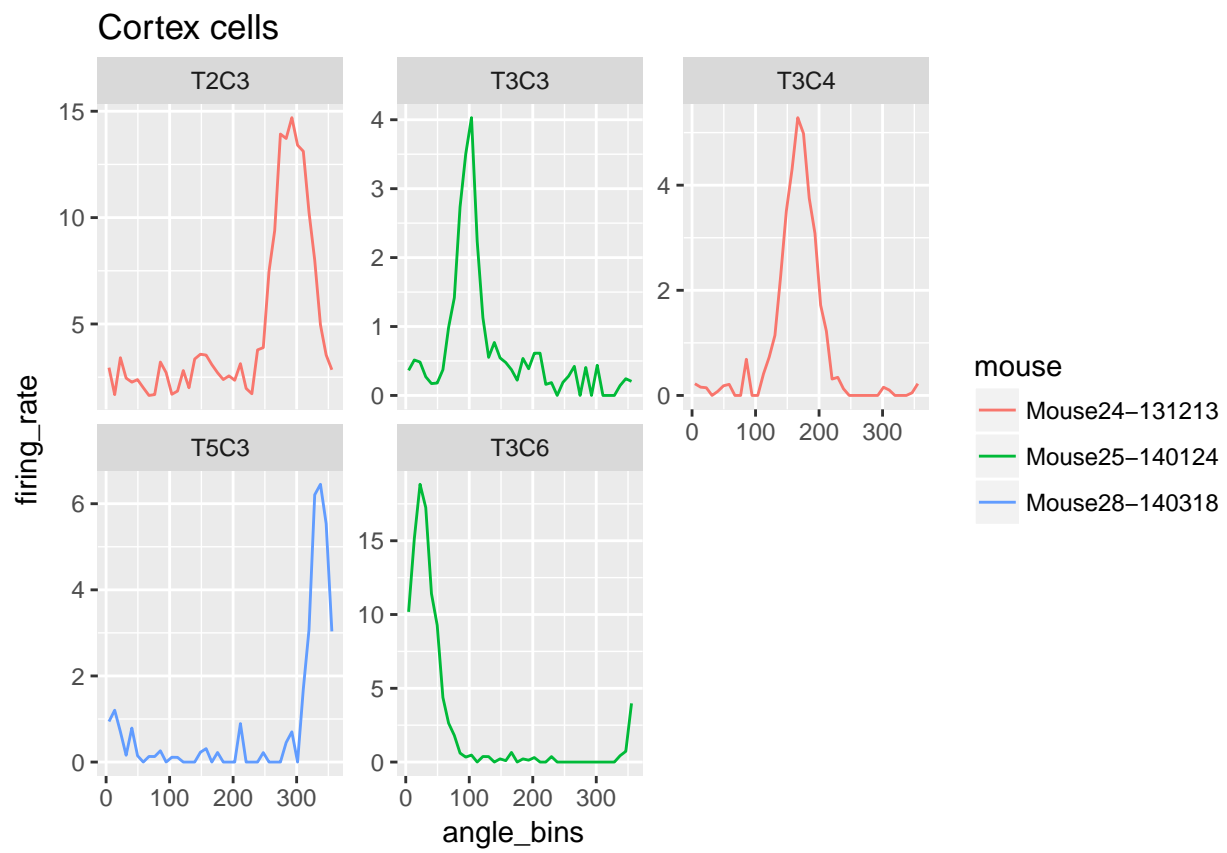 Cortex cells
T2C3
T3C3
T3C4
15
10
5
4
3
2
1
0
4
2
0
0 100 200 300
firing_rate
T5C3
T3C6
6
4
2
0
15
10
5
0
0 100 200 300
0 100 200 300
angle_bins
mouse
Mouse24−131213
Mouse25−140124
Mouse28−140318